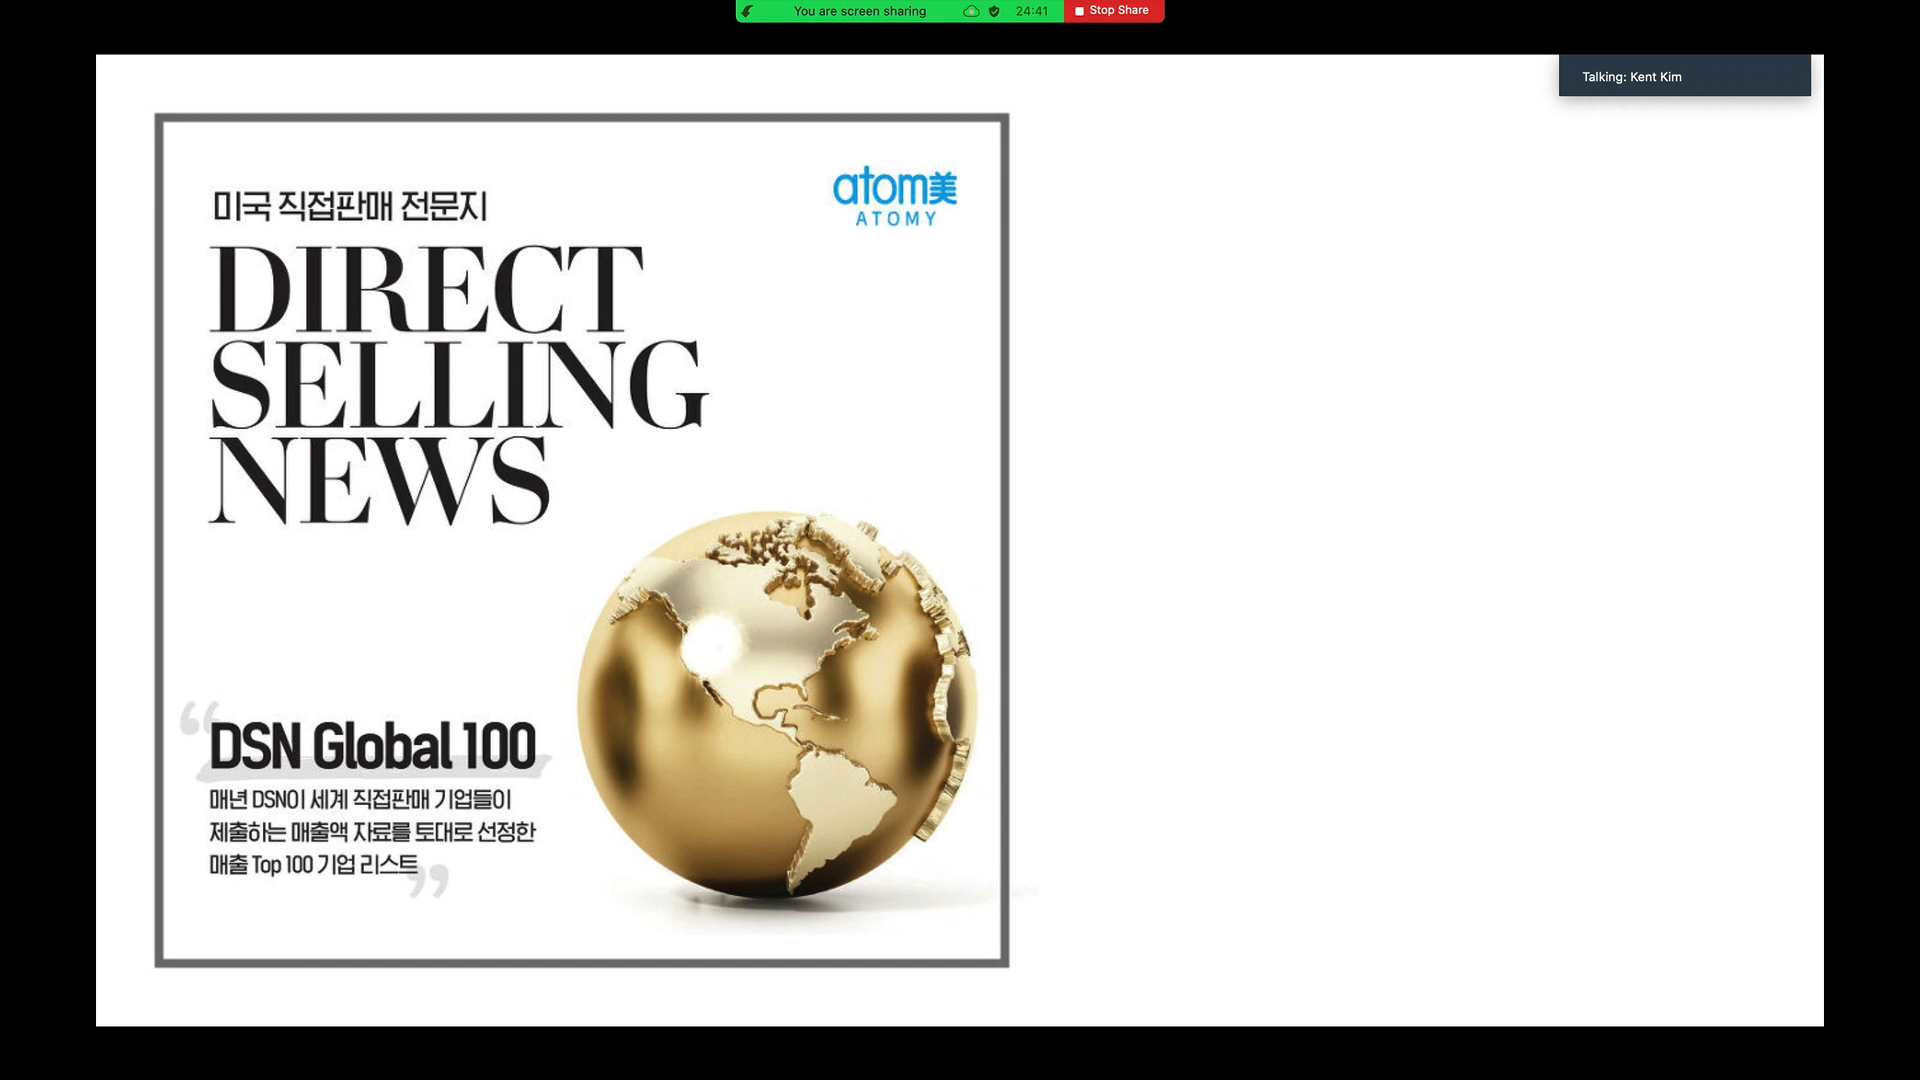 You are screen sharing
24:41
Stop Share
Talking: Kent Kim
미국 직접판매 전문지
atom美
ATOMY
DIRECT
SELLING
NEWS
“DSN Global 100
매년 DSN이 세계 직접판매 기업들이
제출하는 매출액 자료를 토대로 선정한
매출 Top 100 기업 리스트”